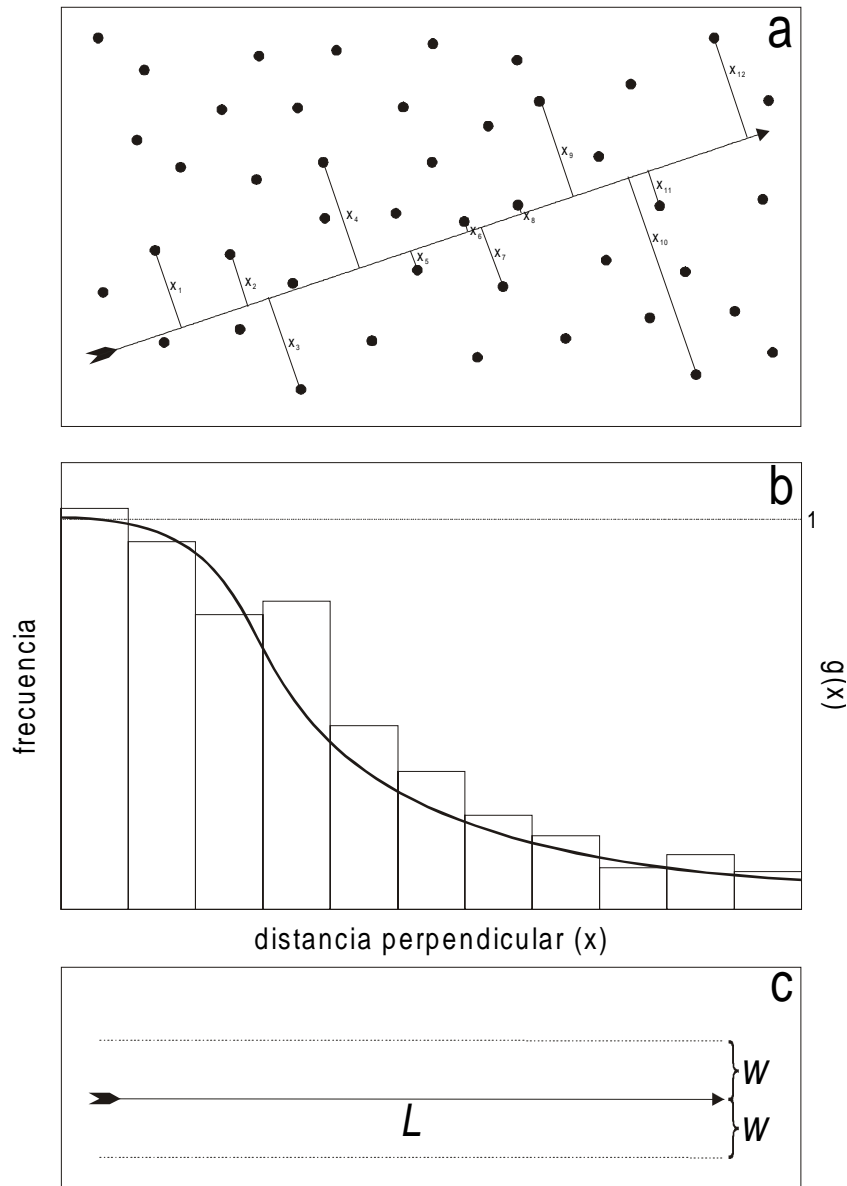 a
x₁₂
x₉
x₄
x₁₁
x₈
x₆
x₁₀
x₇
x₅
x₂
x₁
x₃
b
1
frecuencia
g(x)
distancia perpendicular (x)
c
W
L
W